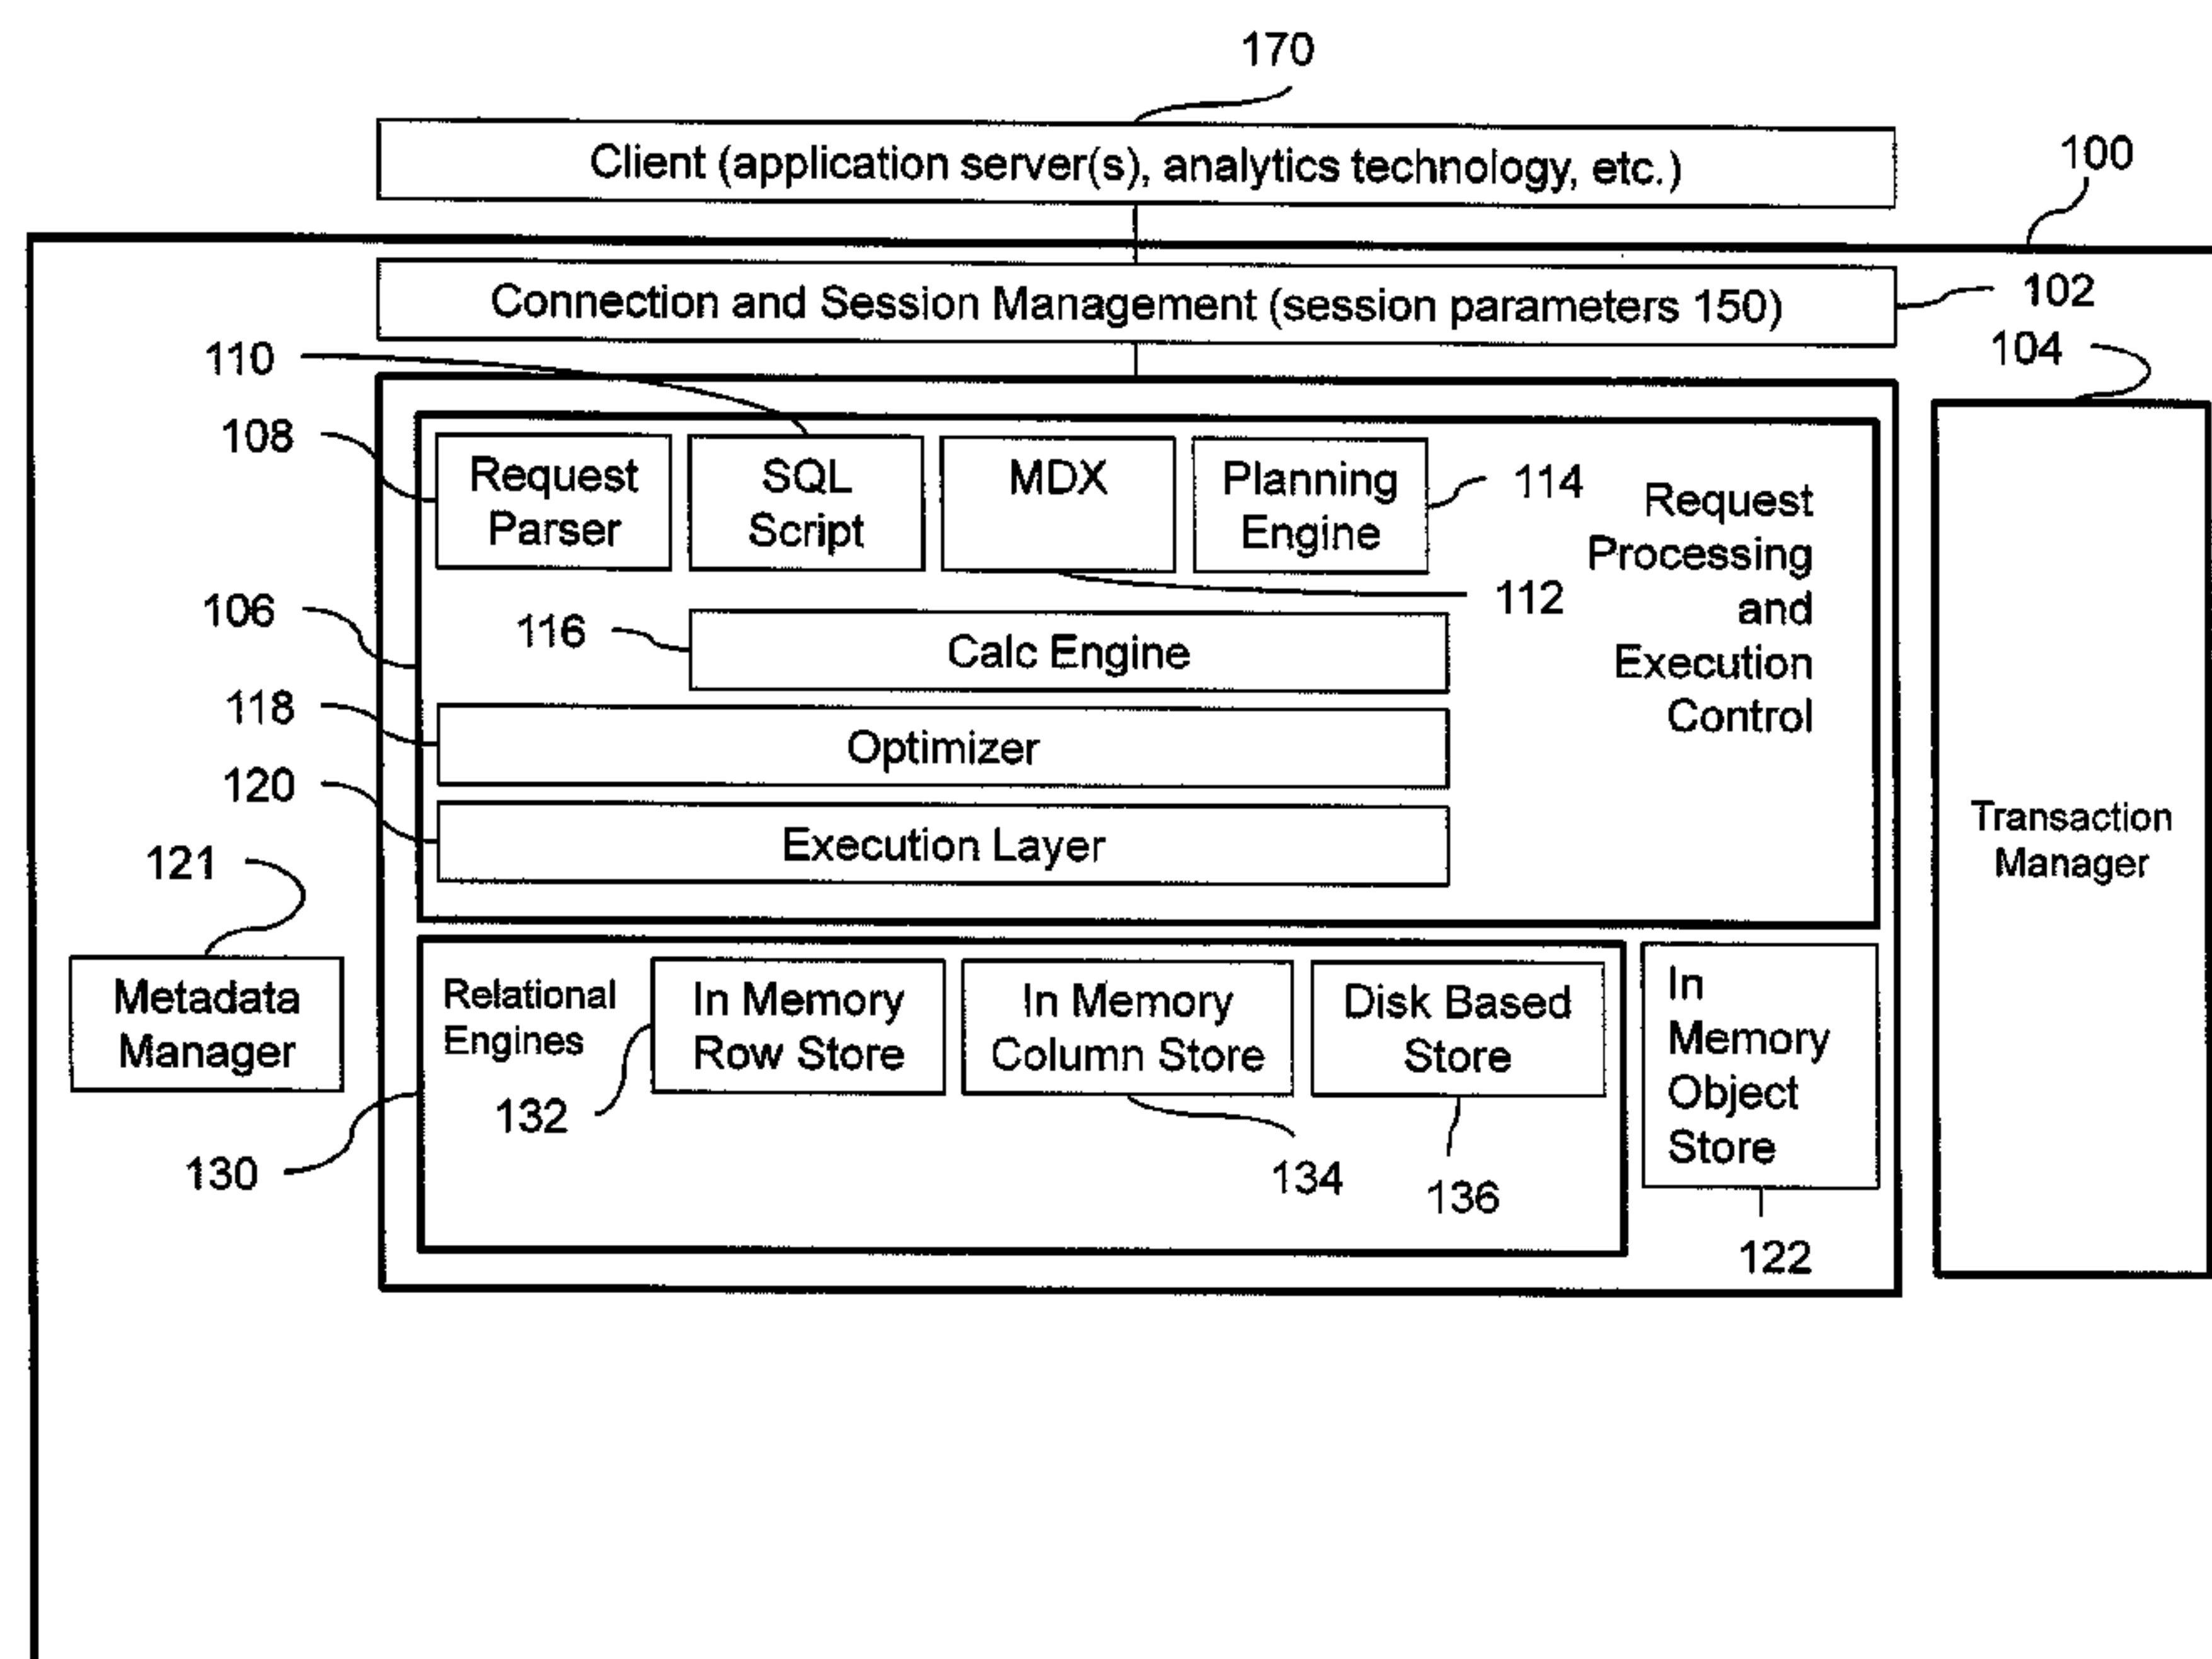 170
Client (application server(s), analytics technology, etc.)
100
Connection and Session Management (session parameters 150)
102
104
110
108
Request
Parser
SQL
Script
MDX
Planning
Engine
114
112
Request
Processing
and
Execution
Control
106
116
Calc Engine
118
Optimizer
120
Execution Layer
Transaction
Manager
121
Metadata
Manager
Relational
Engines
In Memory
Row Store
In Memory
Column Store
Disk Based
Store
In
Memory
Object
Store
132
130
134
136
122